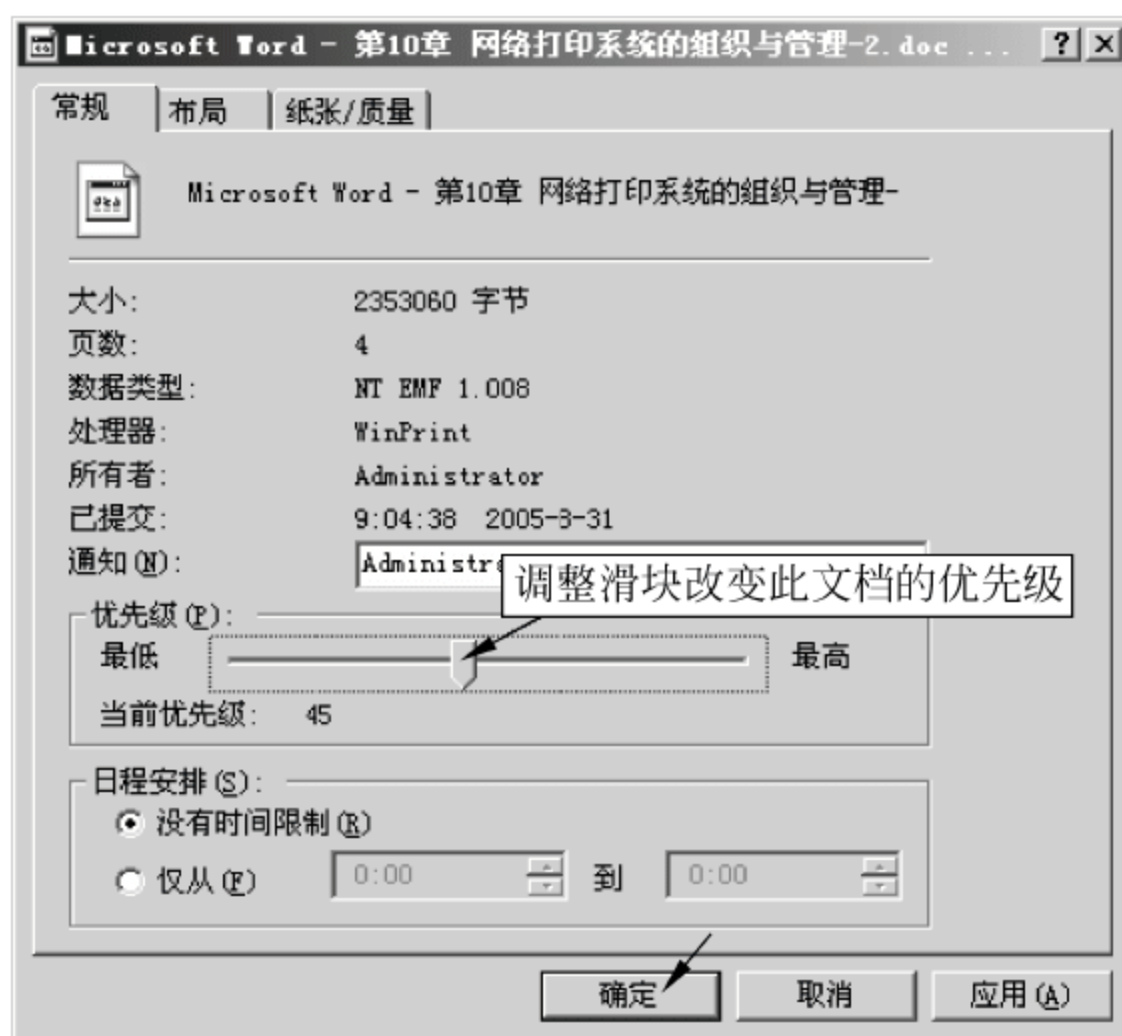 Microsoft Word - 第10章 网络打印系统的组织与管理-2.doc ... ? ×
常规 布局 纸张/质量
Microsoft Word - 第10章 网络打印系统的组织与管理-
大小: 2353060 字节
页数: 4
数据类型: NT EMF 1.008
处理器: WinPrint
所有者: Administrator
已提交: 9:04:38 2005-8-31
通知(N): Administr
调整滑块改变此文档的优先级
优先级(P):
最低 最高
当前优先级: 45
日程安排(S):
没有时间限制(R)
仅从(F) 0:00 到 0:00
确定 取消 应用(A)